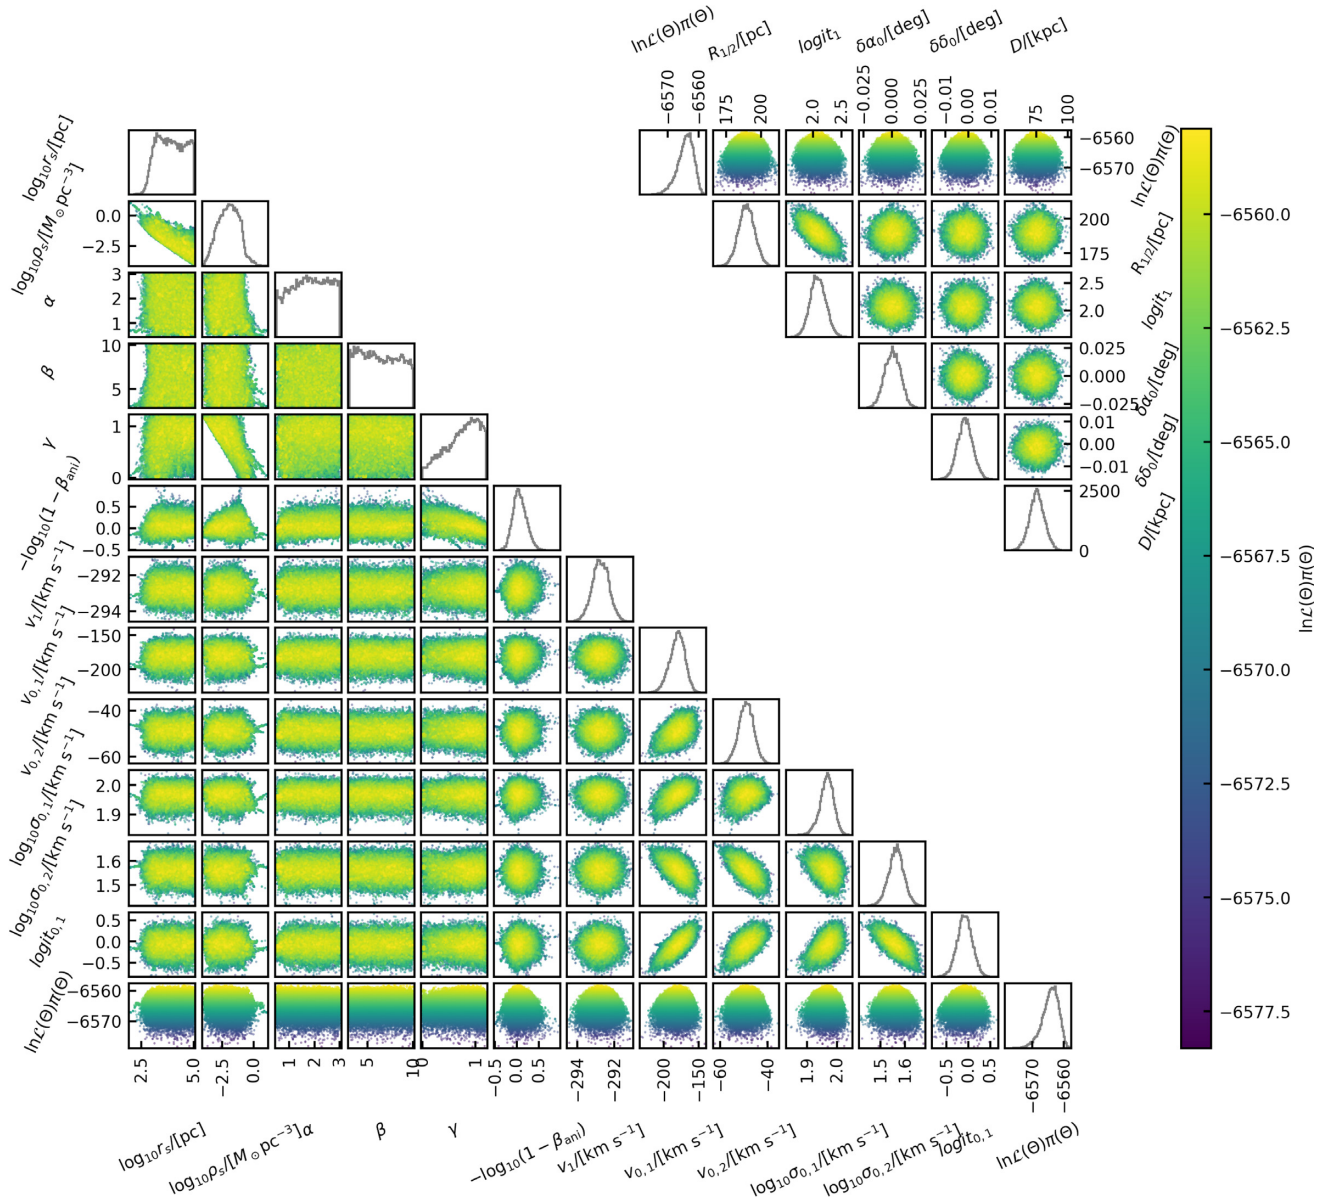 lnℒ(Θ)π(Θ)
R₁/₂/[pc]
logit₁
δα₀/[deg]
δδ₀/[deg]
D/[kpc]
−6570 −6560 175 200 2.0 2.5 −0.025 0.000 0.025 −0.01 0.00 0.01 75 100
log₁₀rₛ/[pc]
−6560
−6570
lnℒ(Θ)π(Θ)
−6560.0
log₁₀ρₛ/[M⊙pc⁻³]
0.0
−2.5
200
175
R₁/₂/[pc]
α
3
2
1
2.5
2.0
logit₁
−6562.5
β
10
5
0.025
0.000
−0.025
δα₀/[deg]
γ
1
0
0.01
0.00
−0.01
δδ₀/[deg]
−6565.0
−log₁₀(1 − βₐₙᵢ)
0.5
0.0
−0.5
2500
0
D/[kpc]
−6567.5
v₁/[km s⁻¹]
−292
−294
lnℒ(Θ)π(Θ)
v₀,₁/[km s⁻¹]
−150
−200
−6570.0
v₀,₂/[km s⁻¹]
−40
−60
−6572.5
log₁₀σ₀,₁/[km s⁻¹]
2.0
1.9
log₁₀σ₀,₂/[km s⁻¹]
1.6
1.5
−6575.0
logit₀,₁
0.5
0.0
−0.5
−6577.5
lnℒ(Θ)π(Θ)
−6560
−6570
2.5 5.0 −2.5 0.0 1 2 3 5 10 0 1 −0.5 0.0 0.5 −294 −292 −200 −150 −60 −40 1.9 2.0 1.5 1.6 −0.5 0.0 0.5 −6570 −6560
log₁₀rₛ/[pc]
log₁₀ρₛ/[M⊙pc⁻³]
α
β
γ
−log₁₀(1 − βₐₙᵢ)
v₁/[km s⁻¹]
v₀,₁/[km s⁻¹]
v₀,₂/[km s⁻¹]
log₁₀σ₀,₁/[km s⁻¹]
log₁₀σ₀,₂/[km s⁻¹]
logit₀,₁
lnℒ(Θ)π(Θ)